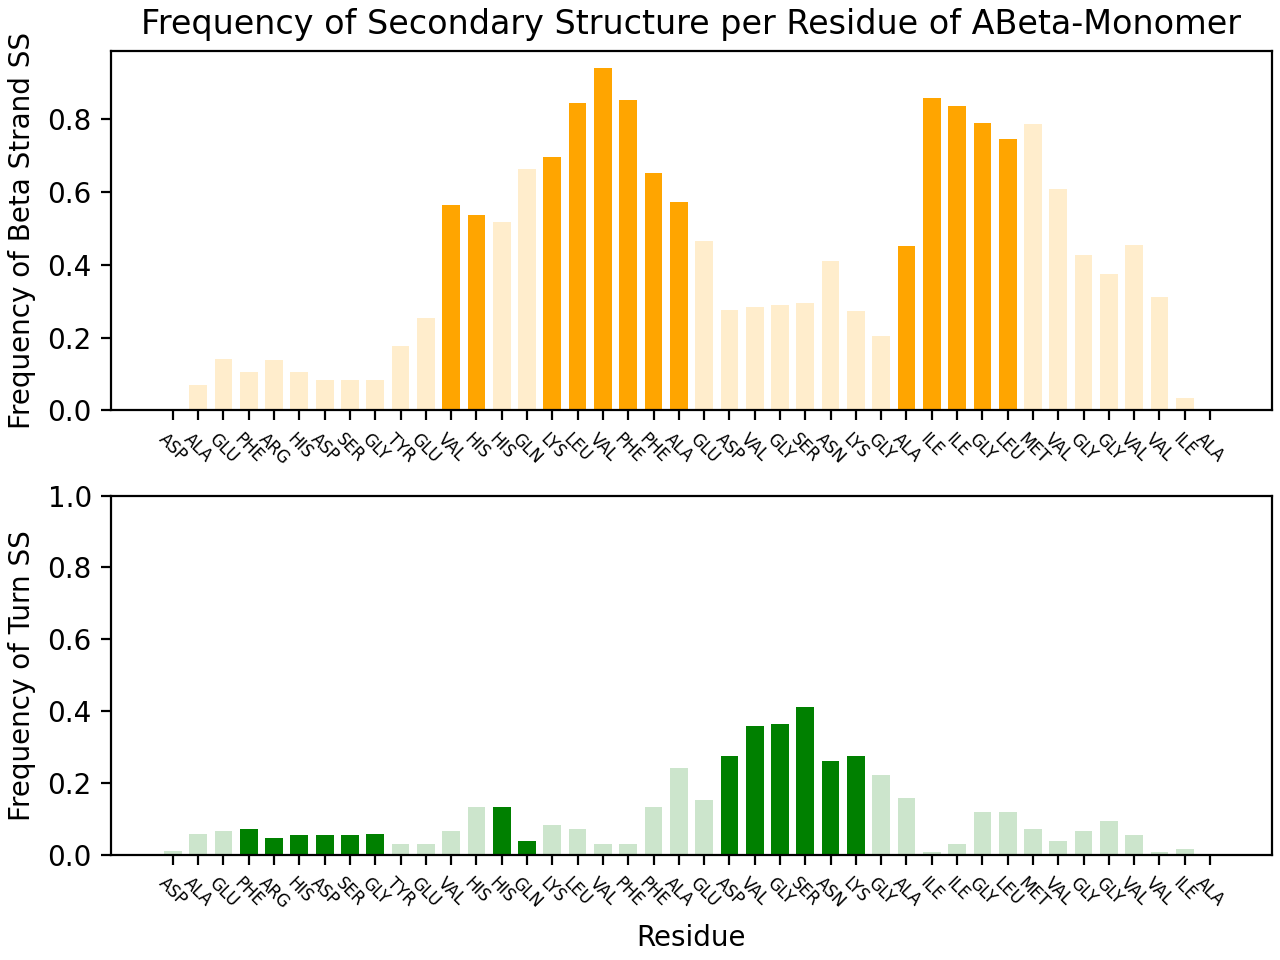 Frequency of Secondary Structure per Residue of ABeta-Monomer
Frequency of Beta Strand SS
0.8
0.6
0.4
0.2
0.0
ASP ALA GLU PHE ARG HIS ASP SER GLY TYR GLU VAL HIS HIS GLN LYS LEU VAL PHE PHE ALA GLU ASP VAL GLY SER ASN LYS GLY ALA ILE ILE GLY LEU MET VAL GLY GLY VAL VAL ILE ALA
Frequency of Turn SS
1.0
0.8
0.6
0.4
0.2
0.0
ASP ALA GLU PHE ARG HIS ASP SER GLY TYR GLU VAL HIS HIS GLN LYS LEU VAL PHE PHE ALA GLU ASP VAL GLY SER ASN LYS GLY ALA ILE ILE GLY LEU MET VAL GLY GLY VAL VAL ILE ALA
Residue